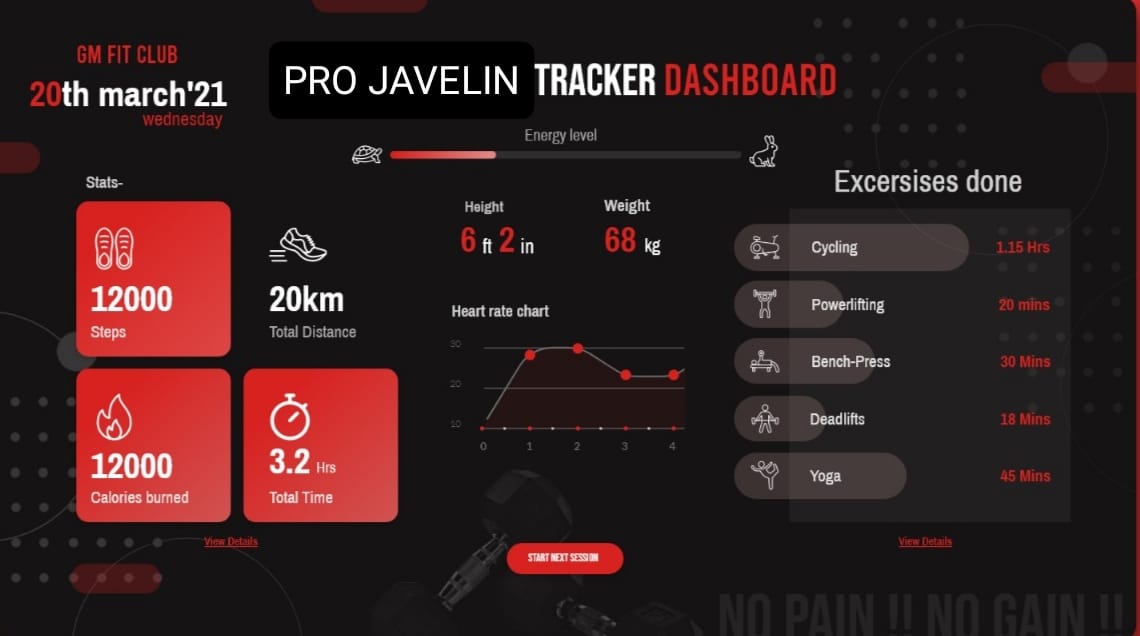 GM FIT CLUB
20th march'21
wednesday
PRO JAVELIN TRACKER DASHBOARD
Energy level
Stats-
12000
Steps
20km
Total Distance
12000
Calories burned
3.2 Hrs
Total Time
View Details
Height
6 ft 2 in
Weight
68 kg
Heart rate chart
30
20
10
0 1 2 3 4
START NEXT SESSION
Excersises done
Cycling 1.15 Hrs
Powerlifting 20 mins
Bench-Press 30 Mins
Deadlifts 18 Mins
Yoga 45 Mins
View Details
NO PAIN !! NO GAIN !!